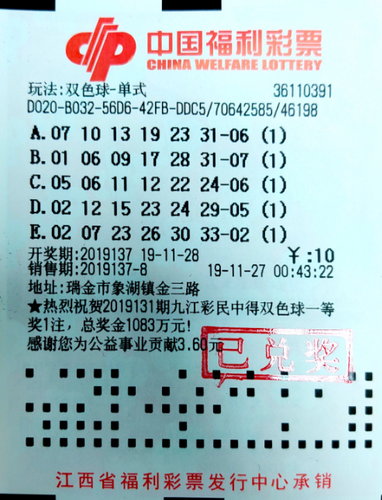 中国福利彩票
CHINA WELFARE LOTTERY
玩法:双色球-单式 36110391
D020-B032-56D6-42FB-DDC5/70642585/46198
A.07 10 13 19 23 31-06 (1)
B.01 06 09 17 28 31-07 (1)
C.05 06 11 12 22 24-06 (1)
D.02 12 15 23 24 29-05 (1)
E.02 07 23 26 30 33-02 (1)
开奖期:2019137 19-11-28 ¥:10
销售期:2019137-8 19-11-27 00:43:22
地址:瑞金市象湖镇金三路
★热烈祝贺2019131期九江彩民中得双色球一等
奖1注，总奖金1083万元!
感谢您为公益事业贡献3.60元
已兑奖
江西省福利彩票发行中心承销